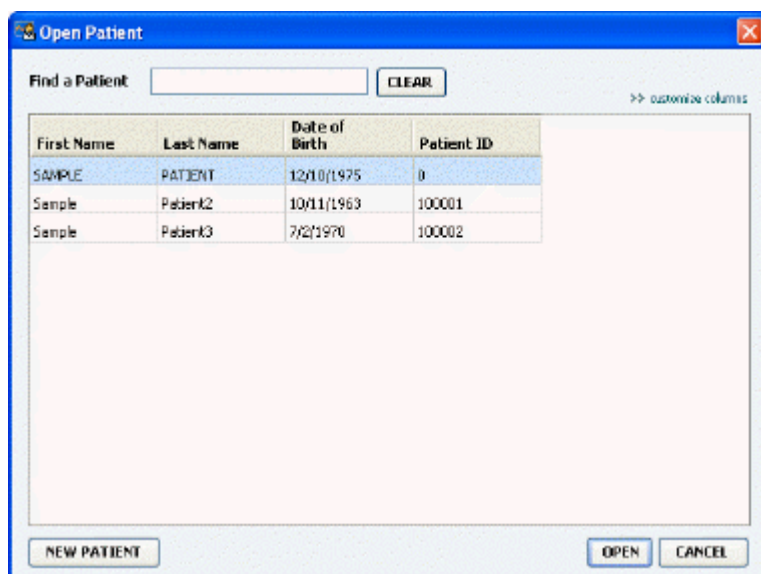 Open Patient
Find a Patient CLEAR
>> customize columns
First Name Last Name Date of Birth Patient ID
SAMPLE PATIENT 12/10/1975 0
Sample Patient2 10/11/1963 100001
Sample Patient3 7/2/1970 100002
NEW PATIENT OPEN CANCEL